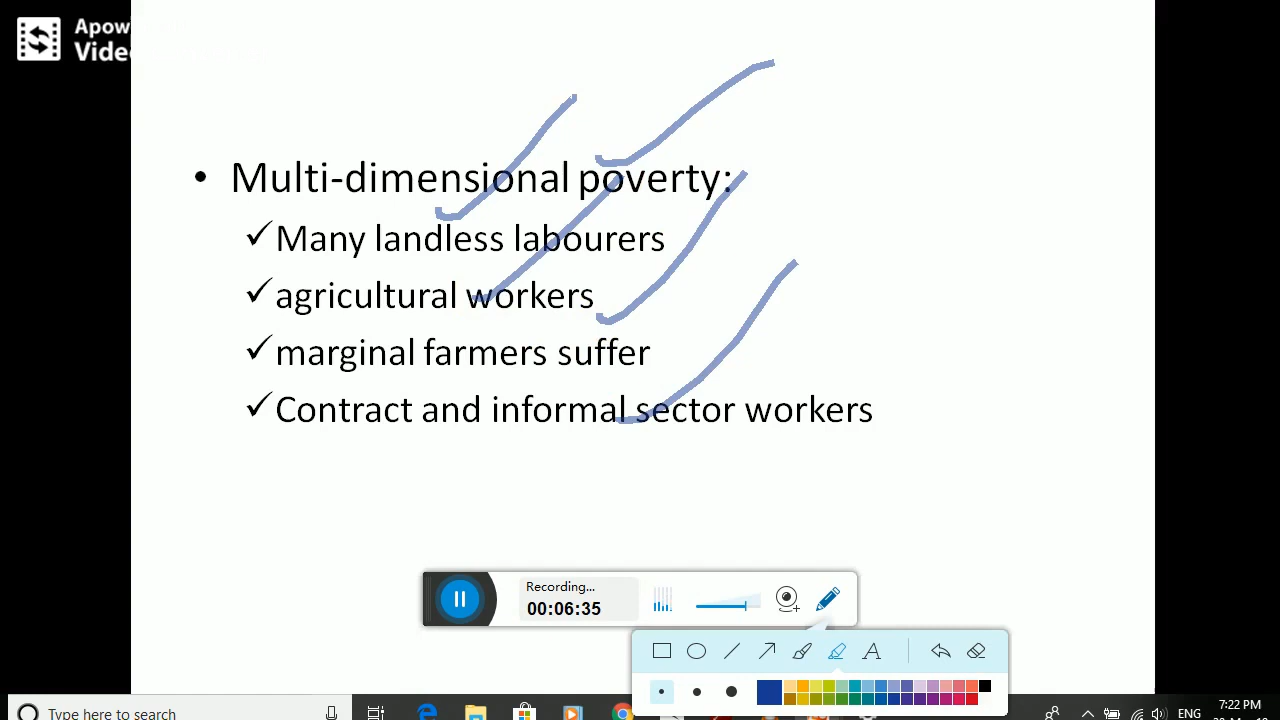 Apow
Video
• Multi-dimensional poverty:
✓Many landless labourers
✓agricultural workers
✓marginal farmers suffer
✓Contract and informal sector workers
Recording...
00:06:35
A
Type here to search
ENG
7:22 PM